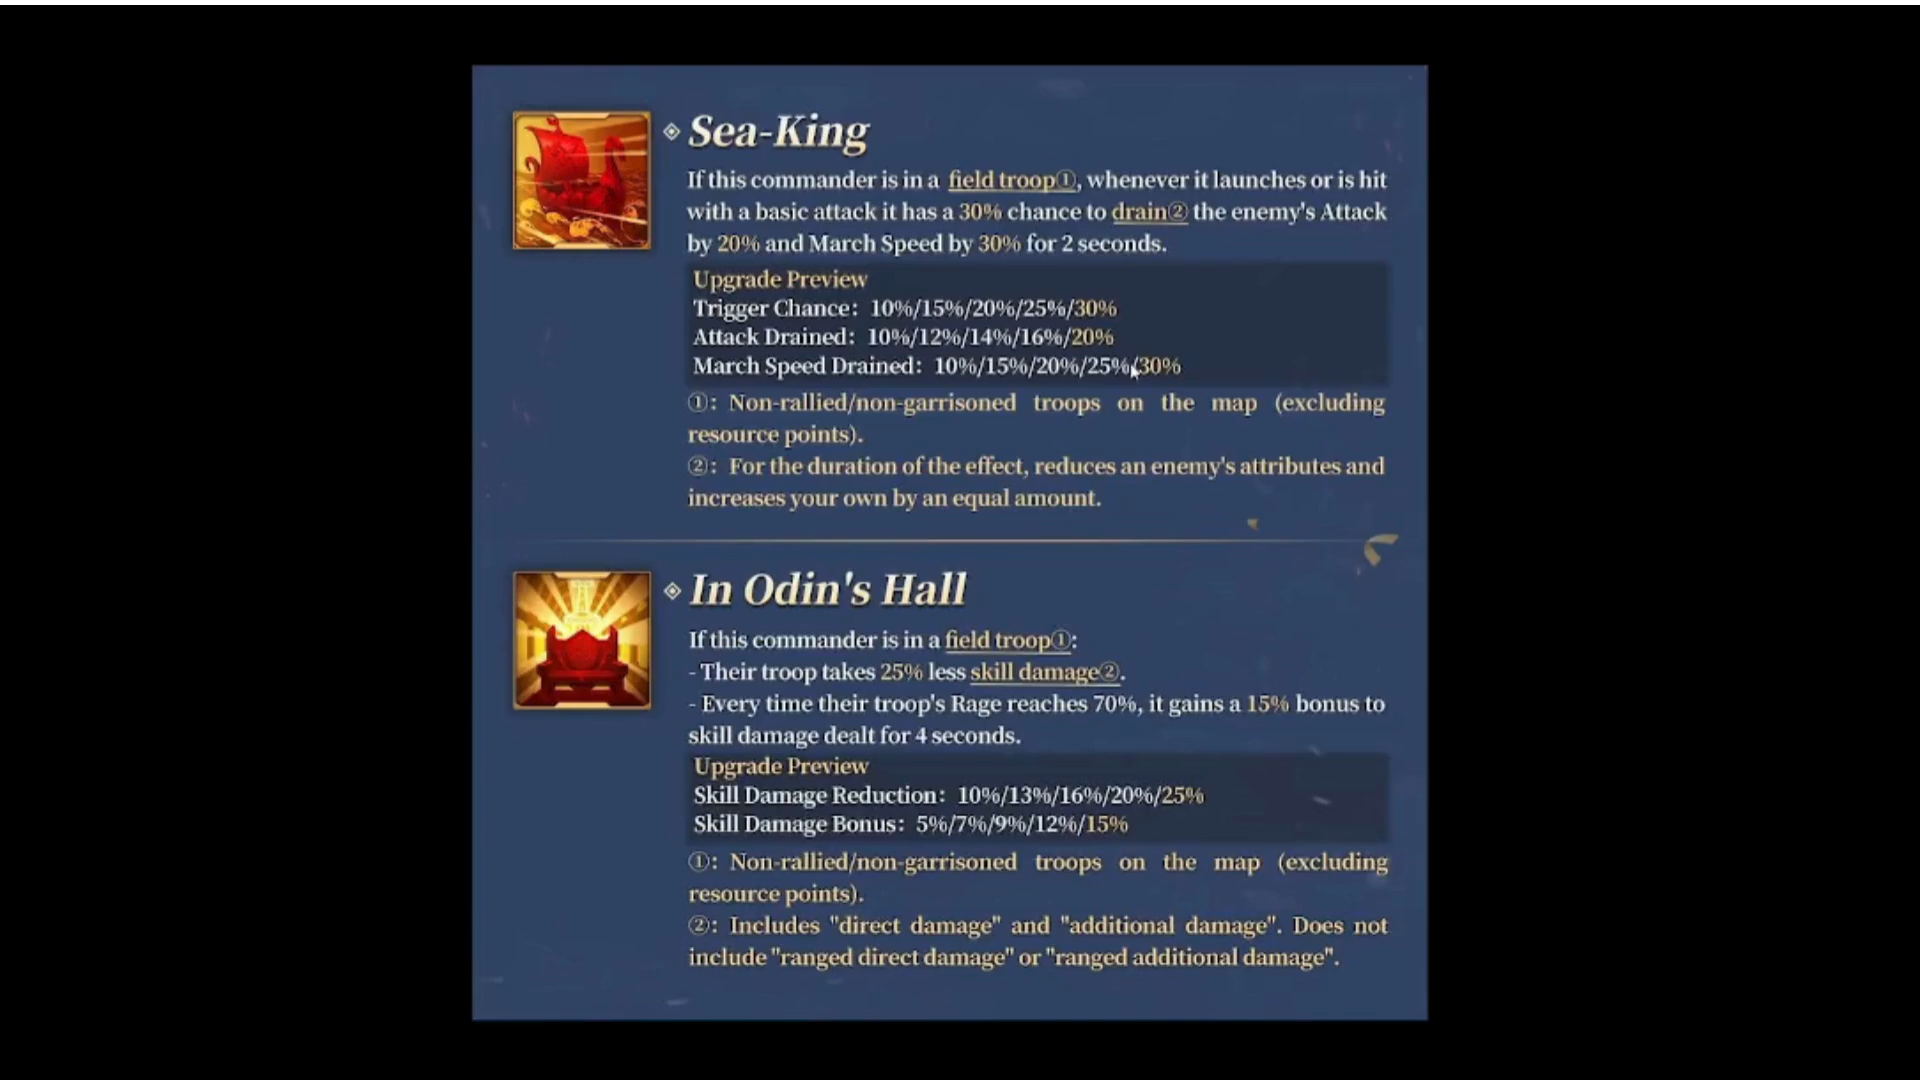 Sea-King
If this commander is in a field troop①, whenever it launches or is hit
with a basic attack it has a 30% chance to drain② the enemy's Attack
by 20% and March Speed by 30% for 2 seconds.
Upgrade Preview
Trigger Chance: 10%/15%/20%/25%/30%
Attack Drained: 10%/12%/14%/16%/20%
March Speed Drained: 10%/15%/20%/25%/30%
①: Non-rallied/non-garrisoned troops on the map (excluding
resource points).
②: For the duration of the effect, reduces an enemy's attributes and
increases your own by an equal amount.
In Odin's Hall
If this commander is in a field troop①:
- Their troop takes 25% less skill damage②.
- Every time their troop's Rage reaches 70%, it gains a 15% bonus to
skill damage dealt for 4 seconds.
Upgrade Preview
Skill Damage Reduction: 10%/13%/16%/20%/25%
Skill Damage Bonus: 5%/7%/9%/12%/15%
①: Non-rallied/non-garrisoned troops on the map (excluding
resource points).
②: Includes "direct damage" and "additional damage". Does not
include "ranged direct damage" or "ranged additional damage".